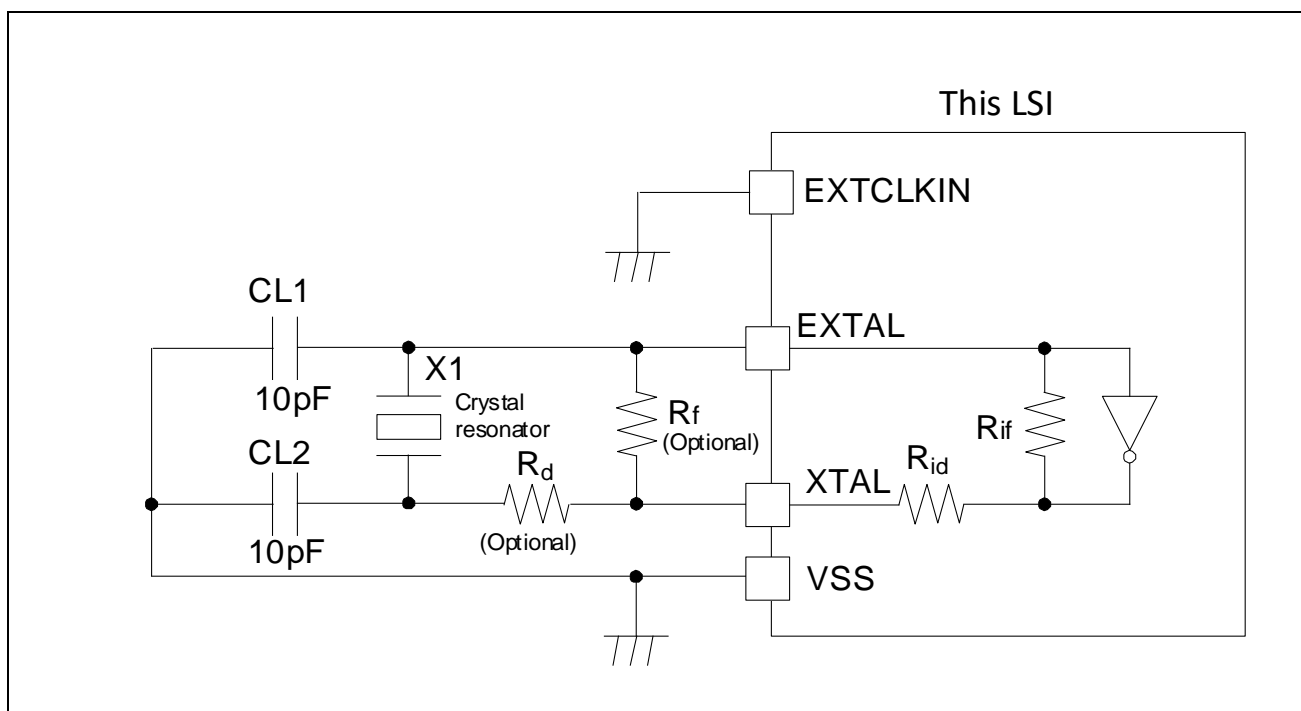 This LSI
EXTCLKIN
CL1
EXTAL
X1
10pF
Crystal
resonator
Rf
(Optional)
Rif
CL2
Rd
XTAL
Rid
10pF
(Optional)
VSS